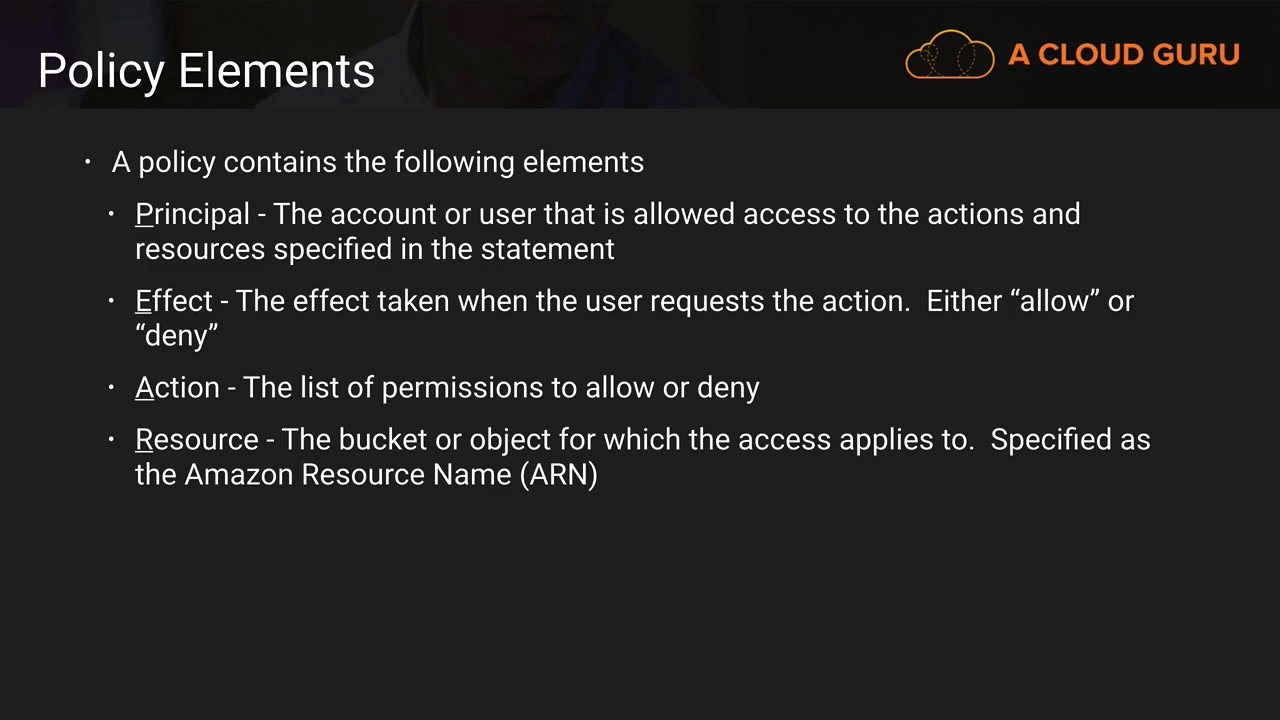 Policy Elements
A CLOUD GURU
• A policy contains the following elements
• Principal - The account or user that is allowed access to the actions and
resources specified in the statement
• Effect - The effect taken when the user requests the action.  Either “allow” or
“deny”
• Action - The list of permissions to allow or deny
• Resource - The bucket or object for which the access applies to.  Specified as
the Amazon Resource Name (ARN)